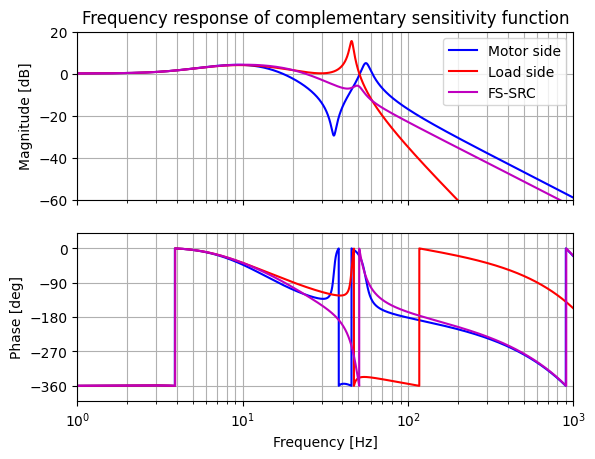 Frequency response of complementary sensitivity function
20
0
−20
−40
−60
Magnitude [dB]
Motor side
Load side
FS-SRC
0
−90
−180
−270
−360
Phase [deg]
10^0
10^1
10^2
10^3
Frequency [Hz]